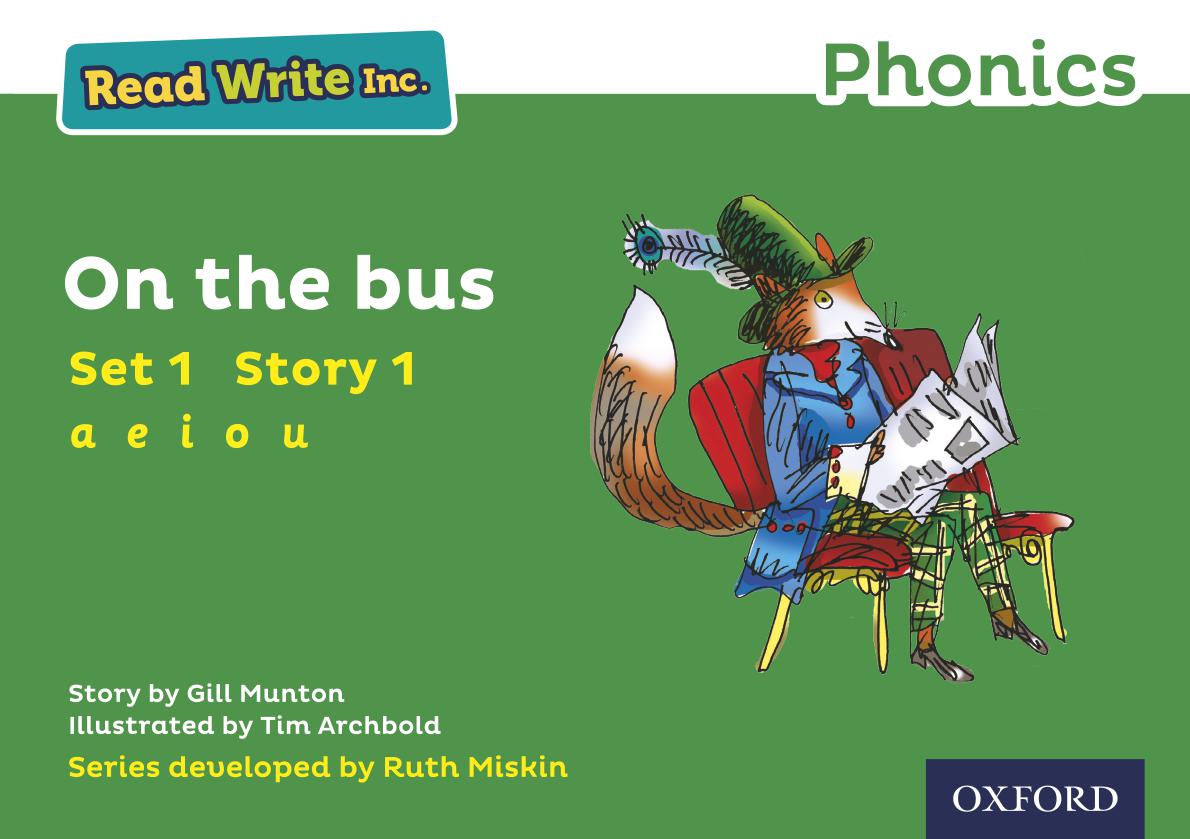 Read Write Inc.
Phonics
On the bus
Set 1 Story 1
a e i o u
Story by Gill Munton
Illustrated by Tim Archbold
Series developed by Ruth Miskin
OXFORD